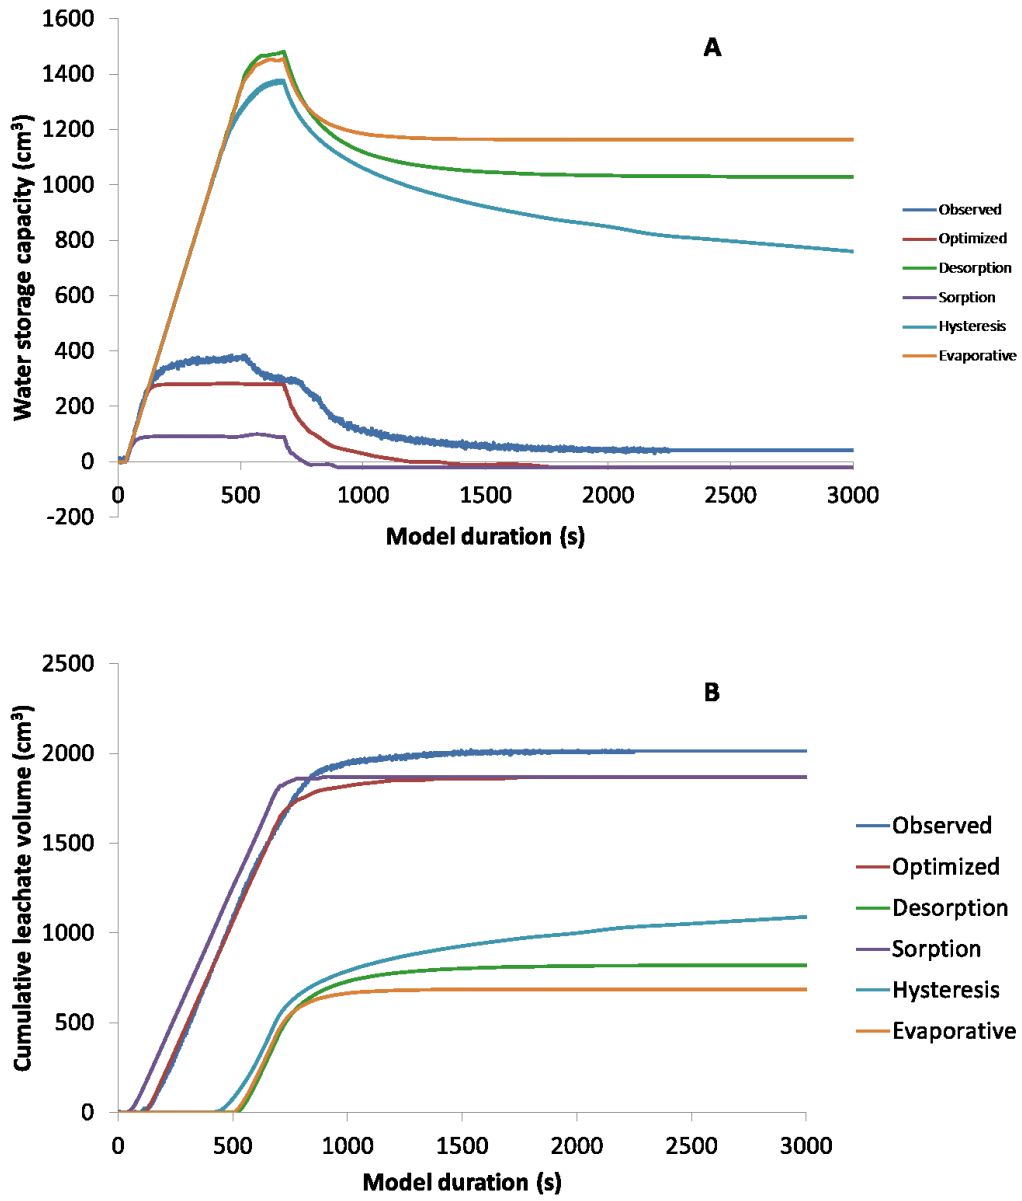 1600
1400
1200
1000
800
600
400
200
0
-200
Water storage capacity (cm³)
A
Observed
Optimized
Desorption
Sorption
Hysteresis
Evaporative
0 500 1000 1500 2000 2500 3000
Model duration (s)
2500
2000
1500
1000
500
0
Cumulative leachate volume (cm³)
B
Observed
Optimized
Desorption
Sorption
Hysteresis
Evaporative
0 500 1000 1500 2000 2500 3000
Model duration (s)